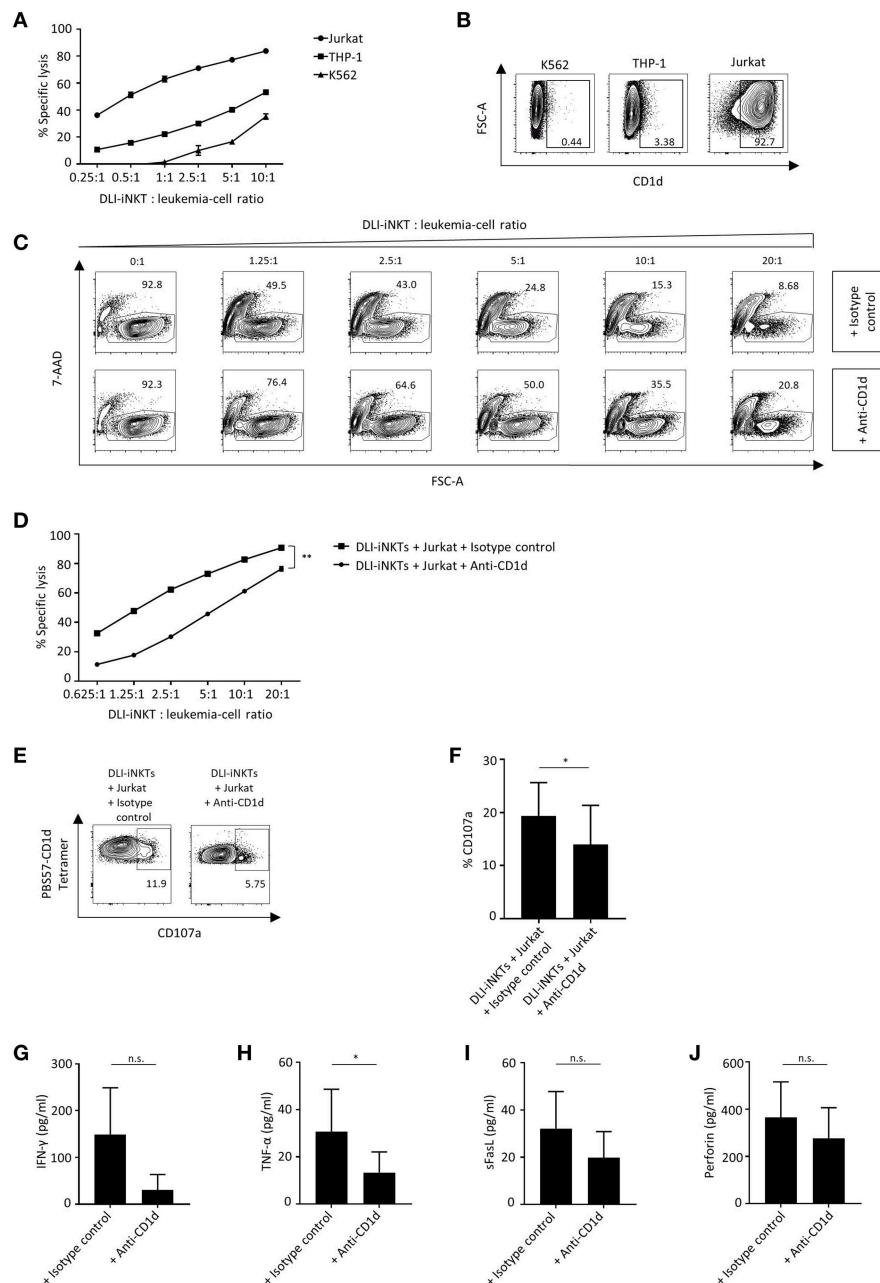 A
Jurkat
THP-1
K562
% Specific lysis
100
80
60
40
20
0
0.25:1 0.5:1 1:1 2.5:1 5:1 10:1
DLI-iNKT : leukemia-cell ratio
B
K562 THP-1 Jurkat
FSC-A
0.44 3.38 92.7
CD1d
C
DLI-iNKT : leukemia-cell ratio
0:1 1.25:1 2.5:1 5:1 10:1 20:1
92.8 49.5 43.0 24.8 15.3 8.68
+ Isotype
control
7-AAD
92.3 76.4 64.6 50.0 35.5 20.8
+ Anti-CD1d
FSC-A
D
% Specific lysis
100
80
60
40
20
0
**
DLI-iNKTs + Jurkat + Isotype control
DLI-iNKTs + Jurkat + Anti-CD1d
0.625:1 1.25:1 2.5:1 5:1 10:1 20:1
DLI-iNKT : leukemia-cell ratio
E
DLI-iNKTs
+ Jurkat
+ Isotype
control
DLI-iNKTs
+ Jurkat
+ Anti-CD1d
PBS57-CD1d
Tetramer
11.9 5.75
CD107a
F
% CD107a
30
20
10
0
*
DLI-iNKTs + Jurkat
+ Isotype control
DLI-iNKTs + Jurkat
+ Anti-CD1d
G
IFN-γ (pg/ml)
300
200
100
0
n.s.
+ Isotype control
+ Anti-CD1d
H
TNF-α (pg/ml)
60
40
20
0
*
+ Isotype control
+ Anti-CD1d
I
sFasL (pg/ml)
60
40
20
0
n.s.
+ Isotype control
+ Anti-CD1d
J
Perforin (pg/ml)
600
400
200
0
n.s.
+ Isotype control
+ Anti-CD1d